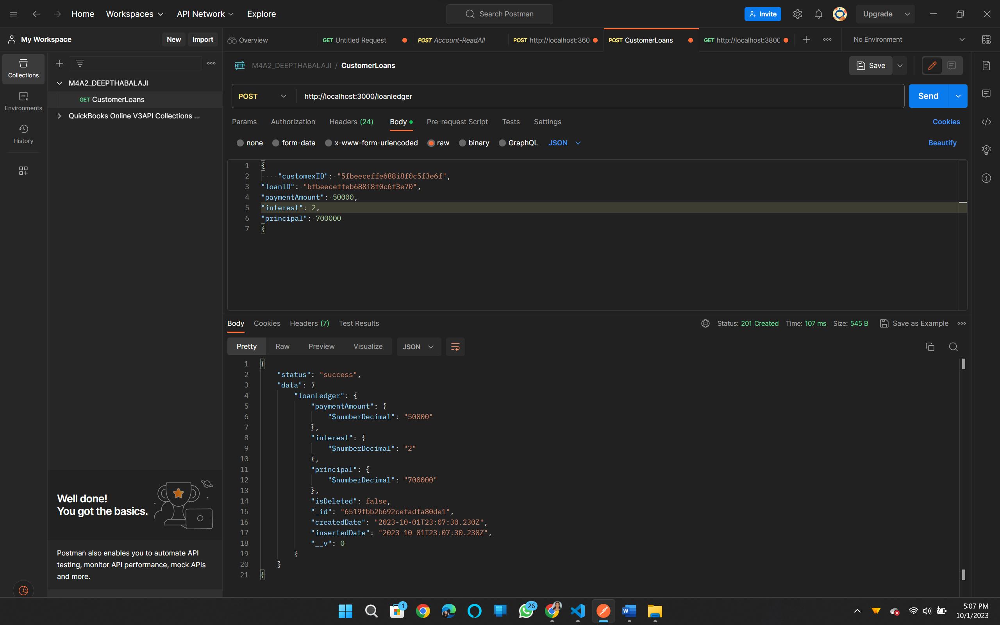 Home Workspaces API Network Explore Search Postman Invite Upgrade
My Workspace New Import Overview GET Untitled Request POST Account-ReadAll POST http://localhost:360 POST CustomerLoans GET http://localhost:3800 No Environment
Collections
Environments
History
M4A2_DEEPTHABALAJI
GET CustomerLoans
QuickBooks Online V3API Collections ...
HTTP M4A2_DEEPTHABALAJI / CustomerLoans Save
POST http://localhost:3000/loanledger Send
Params Authorization Headers (24) Body Pre-request Script Tests Settings Cookies
none form-data x-www-form-urlencoded raw binary GraphQL JSON Beautify
1 {
2 "customexID": "5fbeeceffe688i8f0c5f3e6f",
3 "loanlD": "bfbeeceffeb688i8f0c6f3e70",
4 "paymentAmount": 50000,
5 "interest": 2,
6 "principal": 700000
7 }
Body Cookies Headers (7) Test Results Status: 201 Created Time: 107 ms Size: 545 B Save as Example
Pretty Raw Preview Visualize JSON
1 {
2 "status": "success",
3 "data": {
4 "loanLedger": {
5 "paymentAmount": {
6 "$numberDecimal": "50000"
7 },
8 "interest": {
9 "$numberDecimal": "2"
10 },
11 "principal": {
12 "$numberDecimal": "700000"
13 },
14 "isDeleted": false,
15 "_id": "6519fbb2b692cefadfa80de1",
16 "createdDate": "2023-10-01T23:07:30.230Z",
17 "insertedDate": "2023-10-01T23:07:30.230Z",
18 "__v": 0
19 }
20 }
21 }
Well done!
You got the basics.
Postman also enables you to automate API
testing, monitor API performance, mock APIs
and more.
1 26 W
5:07 PM
10/1/2023